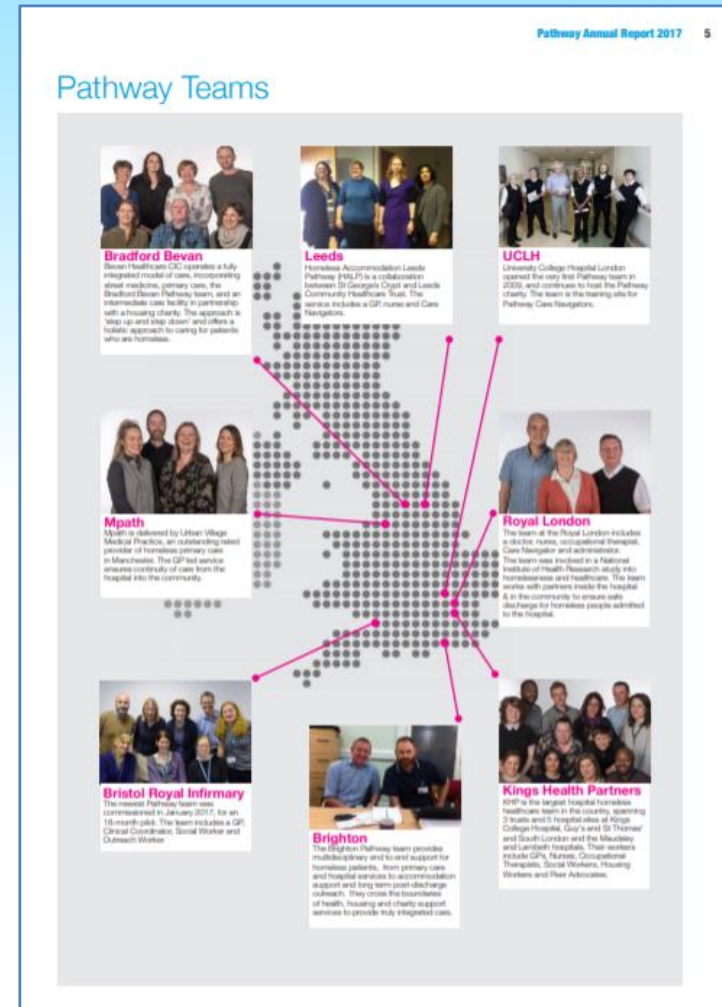 Pathway Annual Report 2017 5
Pathway Teams
Bradford Bevan
Bevan Healthcare CIC operates a fully
integrated model of care, incorporating
street medicine, primary care, the
Bradford Bevan Pathway team, and an
intermediate care facility in partnership
with a housing charity. The approach is
'step up and step down' and offers a
holistic approach to caring for patients
who are homeless.
Leeds
Homeless Accommodation Leeds
Pathway (HALP) is a collaboration
between St George's Crypt and Leeds
Community Healthcare Trust. The
service includes a GP, nurse and Care
Navigators.
UCLH
University College Hospital London
opened the very first Pathway team in
2009, and continues to host the Pathway
charity. The team is the training site for
Pathway Care Navigators.
Mpath
Mpath is delivered by Urban Village
Medical Practice, an outstanding rated
provider of homeless primary care
in Manchester. The GP led service
ensures continuity of care from the
hospital into the community.
Royal London
The team at the Royal London includes
a doctor, nurse, occupational therapist,
Care Navigator and administrator.
The team was involved in a National
Institute of Health Research study into
homelessness and healthcare. The team
works with partners inside the hospital
& in the community to ensure safe
discharge for homeless people admitted
to the hospital.
Bristol Royal Infirmary
The newest Pathway team was
commissioned in January 2017, for an
18-month pilot. The team includes a GP,
Clinical Coordinator, Social Worker and
Outreach Worker.
Brighton
The Brighton Pathway team provides
multidisciplinary end to end support for
homeless patients, from primary care
and hospital services to accommodation
support and long term post-discharge
outreach. They cross the boundaries
of health, housing and charity support
services to provide truly integrated care.
Kings Health Partners
KHP is the largest hospital homeless
healthcare team in the country, spanning
3 trusts and 5 hospital sites at Kings
College Hospital, Guy's and St Thomas'
and South London and the Maudsley
and Lambeth hospitals. Their workers
include GPs, Nurses, Occupational
Therapists, Social Workers, Housing
Workers and Peer Advocates.